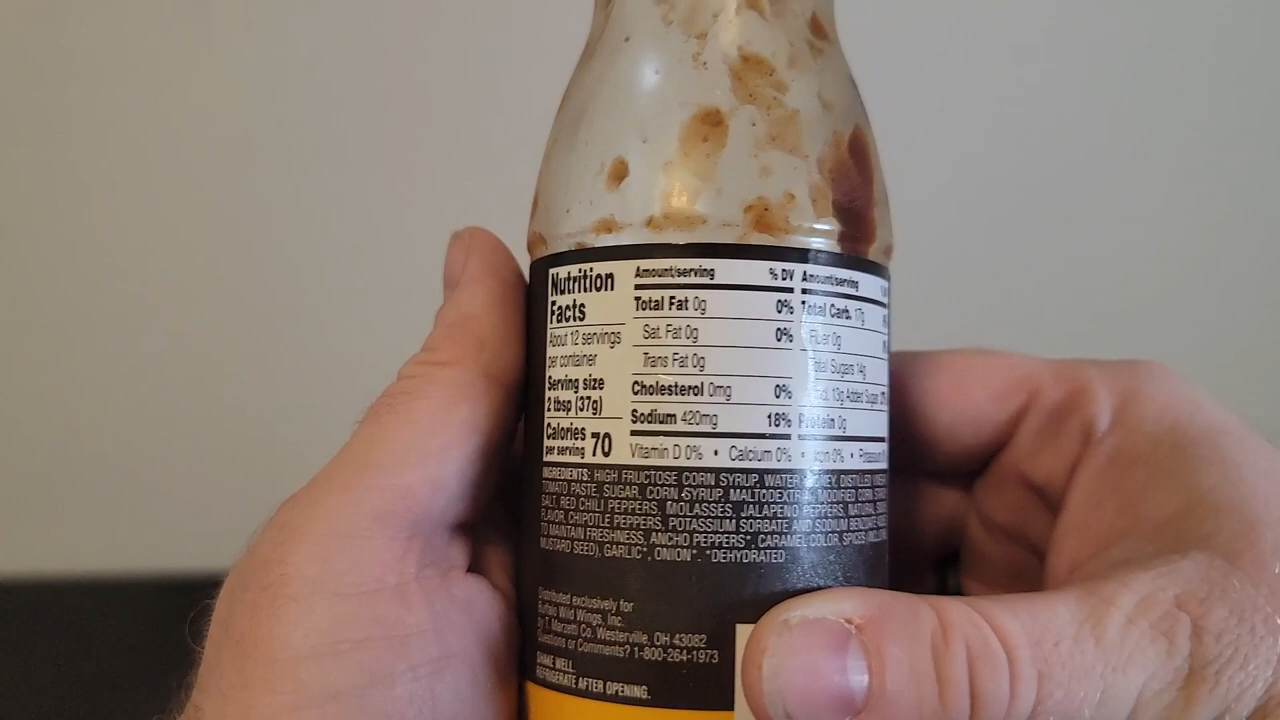 Nutrition
Facts
About 12 servings
per container
Serving size
2 tbsp (37g)
Calories
per serving 70
Amount/serving % DV
Total Fat 0g 0%
Sat. Fat 0g 0%
Trans Fat 0g
Cholesterol 0mg 0%
Sodium 420mg 18%
Amount/serving
Total Carb. 17g
Fiber 0g
Total Sugars 14g
Incl. 13g Added Sugars
Protein 0g
Vitamin D 0% • Calcium 0% • Iron 0% •
INGREDIENTS: HIGH FRUCTOSE CORN SYRUP, WATER, DISTILLED
TOMATO PASTE, SUGAR, CORN SYRUP, MALTODEXTRIN, MODIFIED CORN
SALT, RED CHILI PEPPERS, MOLASSES, JALAPENO PEPPERS, NATURAL
FLAVOR, CHIPOTLE PEPPERS, POTASSIUM SORBATE AND SODIUM BENZOATE
TO MAINTAIN FRESHNESS, ANCHO PEPPERS*, CARAMEL COLOR, SPICES
MUSTARD SEED), GARLIC*, ONION*. *DEHYDRATED
Distributed exclusively for
Buffalo Wild Wings, Inc.
by T. Marzetti Co. Westerville, OH 43082
Questions or Comments? 1-800-264-1973
SHAKE WELL.
REFRIGERATE AFTER OPENING.